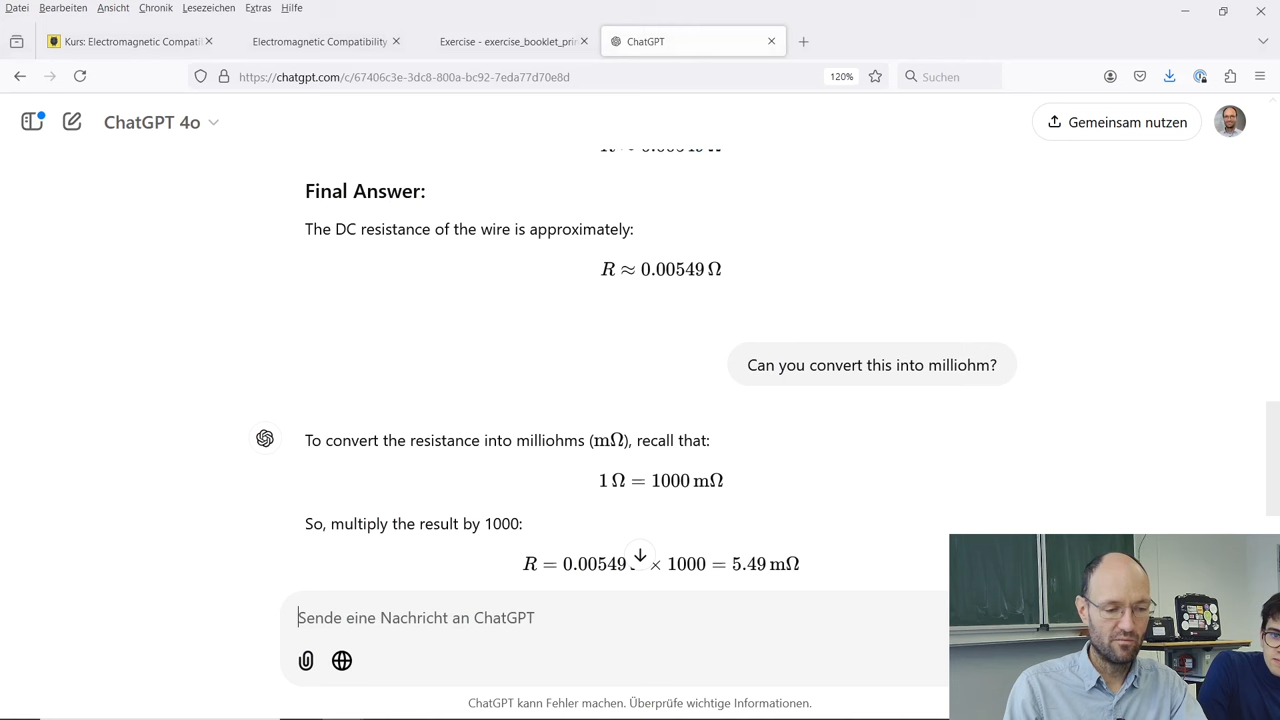 Datei Bearbeiten Ansicht Chronik Lesezeichen Extras Hilfe
Kurs: Electromagnetic Compati
Electromagnetic Compatibility
Exercise - exercise_booklet_prin
ChatGPT
https://chatgpt.com/c/67406c3e-3dc8-800a-bc92-7eda77d70e8d
120%
Suchen
ChatGPT 4o
Gemeinsam nutzen
Final Answer:
The DC resistance of the wire is approximately:
R ≈ 0.00549 Ω
Can you convert this into milliohm?
To convert the resistance into milliohms (mΩ), recall that:
1 Ω = 1000 mΩ
So, multiply the result by 1000:
R = 0.00549 × 1000 = 5.49 mΩ
Sende eine Nachricht an ChatGPT
ChatGPT kann Fehler machen. Überprüfe wichtige Informationen.